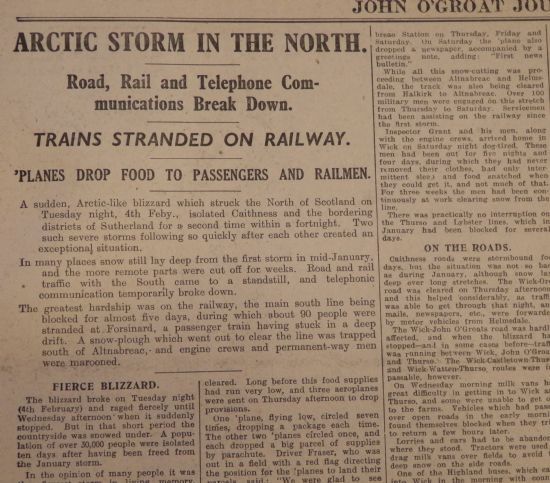 JOHN O'GROAT JOU
ARCTIC STORM IN THE NORTH.
Road, Rail and Telephone Com-
munications Break Down.
TRAINS STRANDED ON RAILWAY.
'PLANES DROP FOOD TO PASSENGERS AND RAILMEN.
A sudden, Arctic-like blizzard which struck the North of Scotland on
Tuesday night, 4th Feby., isolated Caithness and the bordering
districts of Sutherland for a second time within a fortnight. Two
such severe storms following so quickly after each other created an
exceptional situation.
In many places snow still lay deep from the first storm in mid-January,
and the more remote parts were cut off for weeks. Road and rail
traffic with the South came to a standstill, and telephonic
communication temporarily broke down.
The greatest hardship was on the railway, the main south line being
blocked for almost five days, during which about 90 people were
stranded at Forsinard, a passenger train having stuck in a deep
drift. A snow-plough which went out to clear the line was trapped
south of Altnabreac, and engine crews and permanent-way men
were marooned.
FIERCE BLIZZARD.
The blizzard broke on Tuesday night
(4th February) and raged fiercely until
Wednesday afternoon when it suddenly
stopped. But in that short period the
countryside was snowed under. A popu-
lation of over 30,000 people were isolated
ten days after having been freed from
the January storm.
In the opinion of many people it was
cleared. Long before this food supplies
had run very low, and three aeroplanes
were sent on Thursday afternoon to drop
provisions.
One 'plane, flying low, circled seven
times, dropping a package each time.
The other two 'planes circled once, and
each dropped a big parcel of supplies
by parachute. Driver Fraser, who was
out in a field with a red flag directing
the position for the 'planes to land their
parcels, said: "We were glad to see
breac Station on Thursday, Friday and
Saturday. On Saturday the 'plane also
dropped a newspaper, accompanied by a
greetings note, adding: "First news
bulletin."
While all this snow-cutting was pro-
ceeding between Altnabreac and Helms-
dale, the track was also being cleared
from Halkirk to Altnabreac. Over 100
military men were engaged on this stretch
from Thursday to Saturday. Servicemen
had been assisting on the railway since
the first storm.
Inspector Grant and his men, along
with the engine crews, arrived home in
Wick on Saturday night dog-tired. These
men had been out for five nights and
four days, during which they had never
removed their clothes, had only inter-
mittent sleep and food snatched when
they could get it, and not much of that.
For three weeks the men had been con-
tinuously at work clearing snow from the
line.
There was practically no interruption on
the Thurso and Lybster lines, which in
January had been blocked for several
days.
ON THE ROADS.
Caithness roads were stormbound for
days, but the situation was not so bad
as during January, although snow lay
deep over long stretches. The Wick-Ord
road was cleared on Thursday afternoon
and this helped considerably, as traffic
was able to get through that night, and
mails, newspapers, etc., were forwarded
by motor vehicles from Helmsdale.
The Wick-John O'Groats road was hardly
affected, and when the blizzard had
stopped—and in some cases before—traffic
was running between Wick, John O'Groats
and Thurso. The Wick-Castletown-Thurso
and Wick-Watten-Thurso routes were
passable, however.
On Wednesday morning milk vans had
great difficulty in getting in to Wick and
Thurso, and some were unable to get out
to the farms. Vehicles which had passed
over open roads in the early morning
found themselves blocked when they tried
to return a few hours later.
Lorries and cars had to be abandoned
where they stood. Tractors were used
drag milk vans over fields to avoid
deep snow on the side roads.
One of the Highland buses, which
into Wick in the morning with